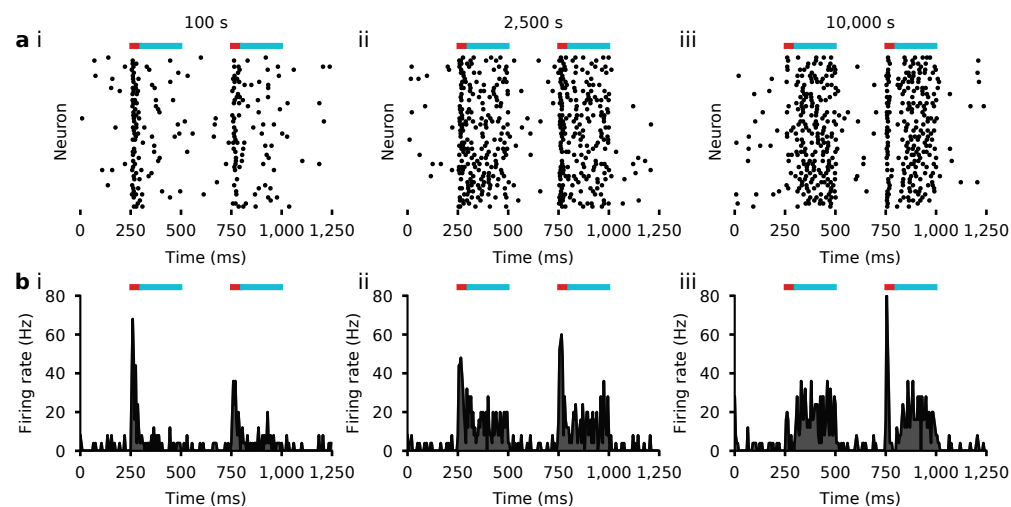 100 s 2,500 s 10,000 s
a i ii iii
Neuron Neuron Neuron
0 250 500 750 1,000 1,250 0 250 500 750 1,000 1,250 0 250 500 750 1,000 1,250
Time (ms) Time (ms) Time (ms)
b i ii iii
80 80 80
60 60 60
40 40 40
20 20 20
0 0 0
Firing rate (Hz) Firing rate (Hz) Firing rate (Hz)
0 250 500 750 1,000 1,250 0 250 500 750 1,000 1,250 0 250 500 750 1,000 1,250
Time (ms) Time (ms) Time (ms)